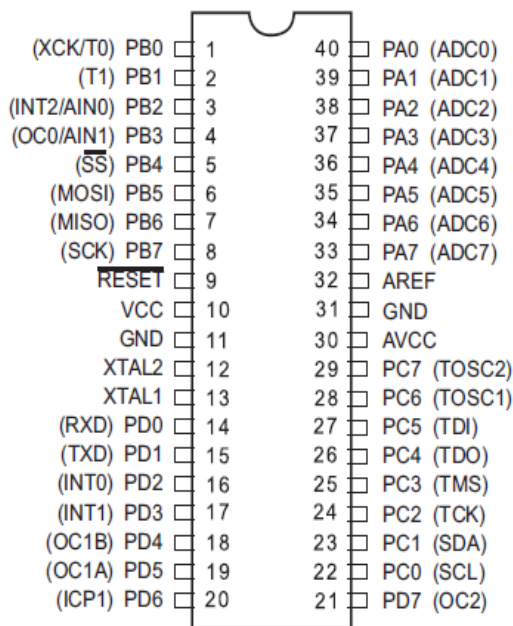 (XCK/T0) PB0 1 40 PA0 (ADC0)
(T1) PB1 2 39 PA1 (ADC1)
(INT2/AIN0) PB2 3 38 PA2 (ADC2)
(OC0/AIN1) PB3 4 37 PA3 (ADC3)
(SS) PB4 5 36 PA4 (ADC4)
(MOSI) PB5 6 35 PA5 (ADC5)
(MISO) PB6 7 34 PA6 (ADC6)
(SCK) PB7 8 33 PA7 (ADC7)
RESET 9 32 AREF
VCC 10 31 GND
GND 11 30 AVCC
XTAL2 12 29 PC7 (TOSC2)
XTAL1 13 28 PC6 (TOSC1)
(RXD) PD0 14 27 PC5 (TDI)
(TXD) PD1 15 26 PC4 (TDO)
(INT0) PD2 16 25 PC3 (TMS)
(INT1) PD3 17 24 PC2 (TCK)
(OC1B) PD4 18 23 PC1 (SDA)
(OC1A) PD5 19 22 PC0 (SCL)
(ICP1) PD6 20 21 PD7 (OC2)